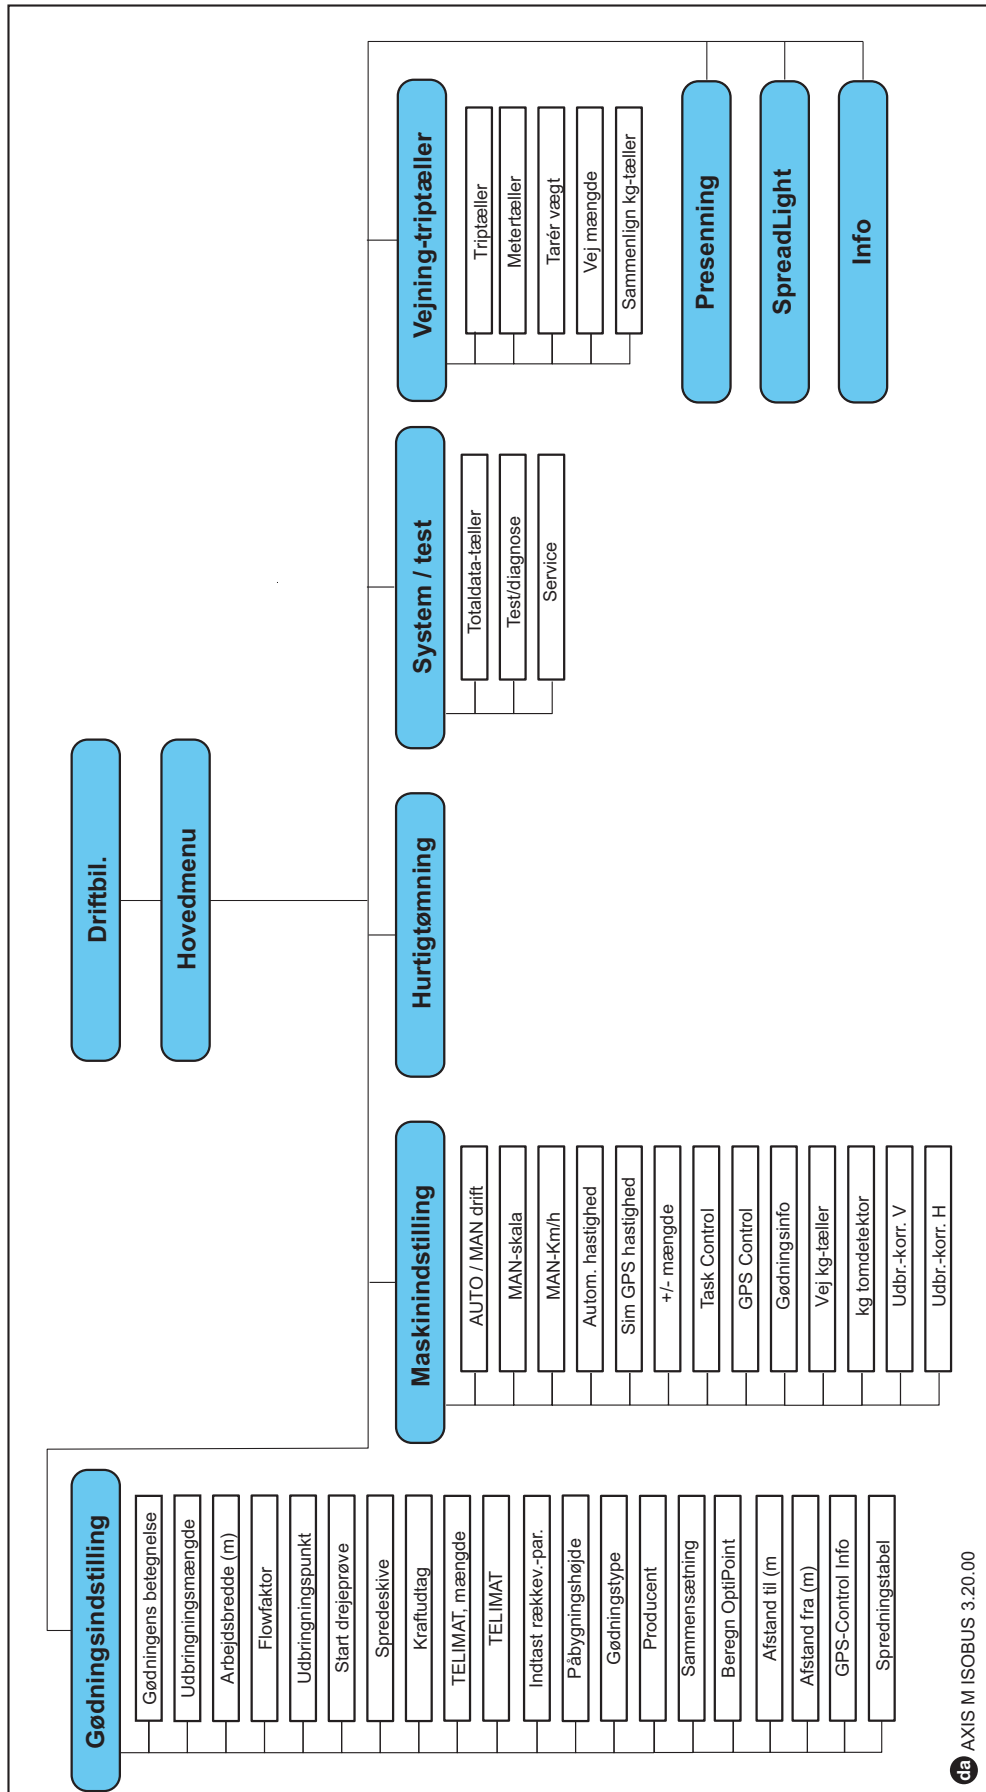 Driftbil.
Hovedmenu
Gødningsindstilling
Gødningens betegnelse
Udbringningsmængde
Arbejdsbredde (m)
Flowfaktor
Udbringningspunkt
Start drejeprøve
Spredeskive
Kraftudtag
TELIMAT, mængde
TELIMAT
Indtast rækkev.-par.
Påbygningshøjde
Gødningstype
Producent
Sammensætning
Beregn OptiPoint
Afstand til (m
Afstand fra (m)
GPS-Control Info
Spredningstabel
Maskinindstilling
AUTO / MAN drift
MAN-skala
MAN-Km/h
Autom. hastighed
Sim GPS hastighed
+/- mængde
Task Control
GPS Control
Gødningsinfo
Vej kg-tæller
kg tomdetektor
Udbr.-korr. V
Udbr.-korr. H
Hurtigtømning
System / test
Totaldata-tæller
Test/diagnose
Service
Vejning-triptæller
Triptæller
Metertæller
Tarér vægt
Vej mængde
Sammenlign kg-tæller
Presenning
SpreadLight
Info
da AXIS M ISOBUS 3.20.00